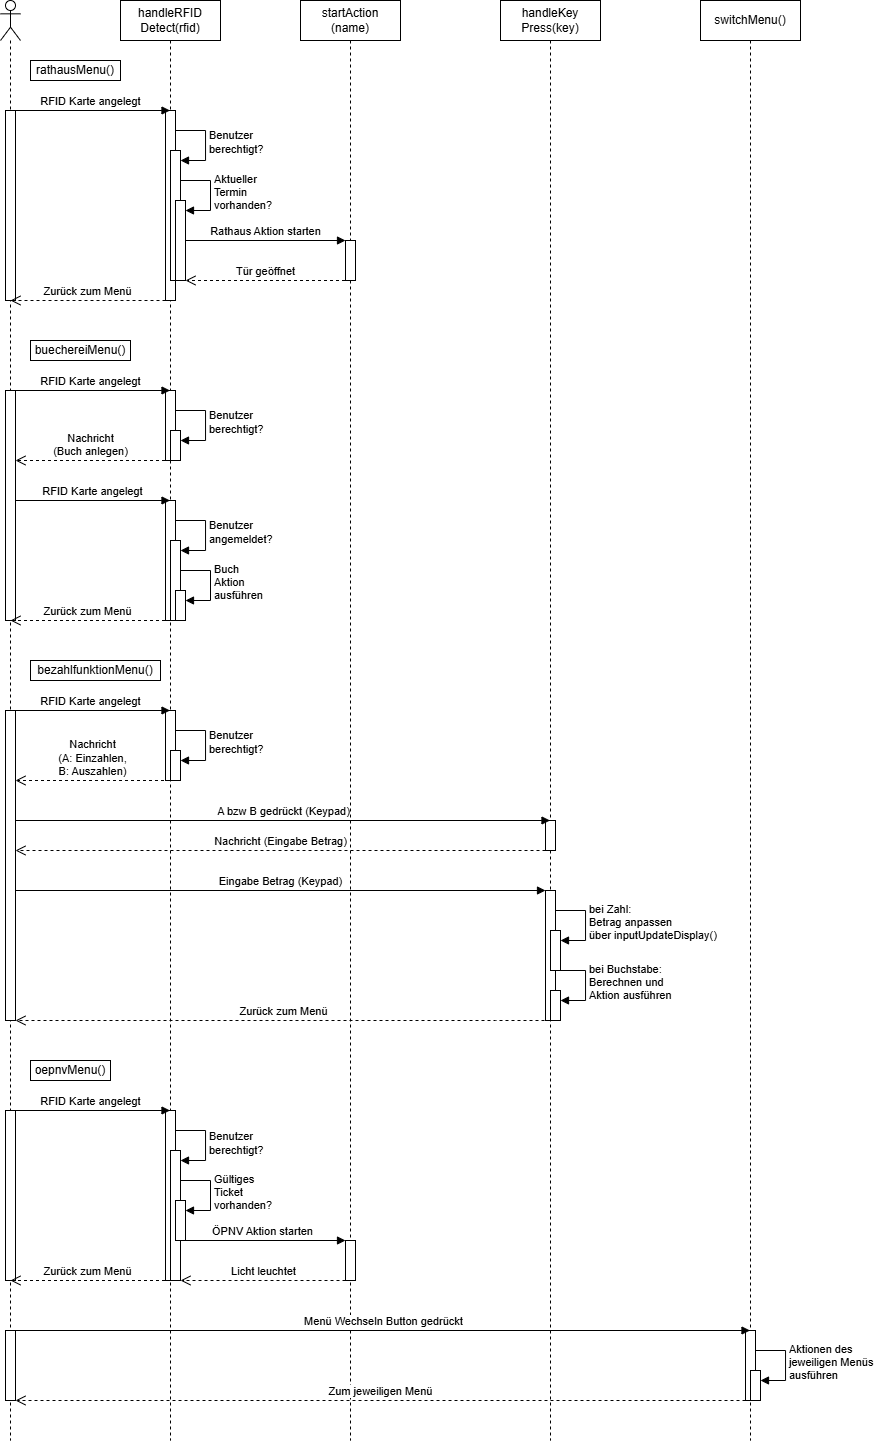 handleRFID
Detect(rfid)
startAction
(name)
handleKey
Press(key)
switchMenu()
rathausMenu()
RFID Karte angelegt
Benutzer
berechtigt?
Aktueller
Termin
vorhanden?
Rathaus Aktion starten
Tür geöffnet
Zurück zum Menü
buechereiMenu()
RFID Karte angelegt
Benutzer
berechtigt?
Nachricht
(Buch anlegen)
RFID Karte angelegt
Benutzer
angemeldet?
Buch
Aktion
ausführen
Zurück zum Menü
bezahlfunktionMenu()
RFID Karte angelegt
Benutzer
berechtigt?
Nachricht
(A: Einzahlen,
B: Auszahlen)
A bzw B gedrückt (Keypad)
Nachricht (Eingabe Betrag)
Eingabe Betrag (Keypad)
bei Zahl:
Betrag anpassen
über inputUpdateDisplay()
bei Buchstabe:
Berechnen und
Aktion ausführen
Zurück zum Menü
oepnvMenu()
RFID Karte angelegt
Benutzer
berechtigt?
Gültiges
Ticket
vorhanden?
ÖPNV Aktion starten
Licht leuchtet
Zurück zum Menü
Menü Wechseln Button gedrückt
Aktionen des
jeweiligen Menüs
ausführen
Zum jeweiligen Menü